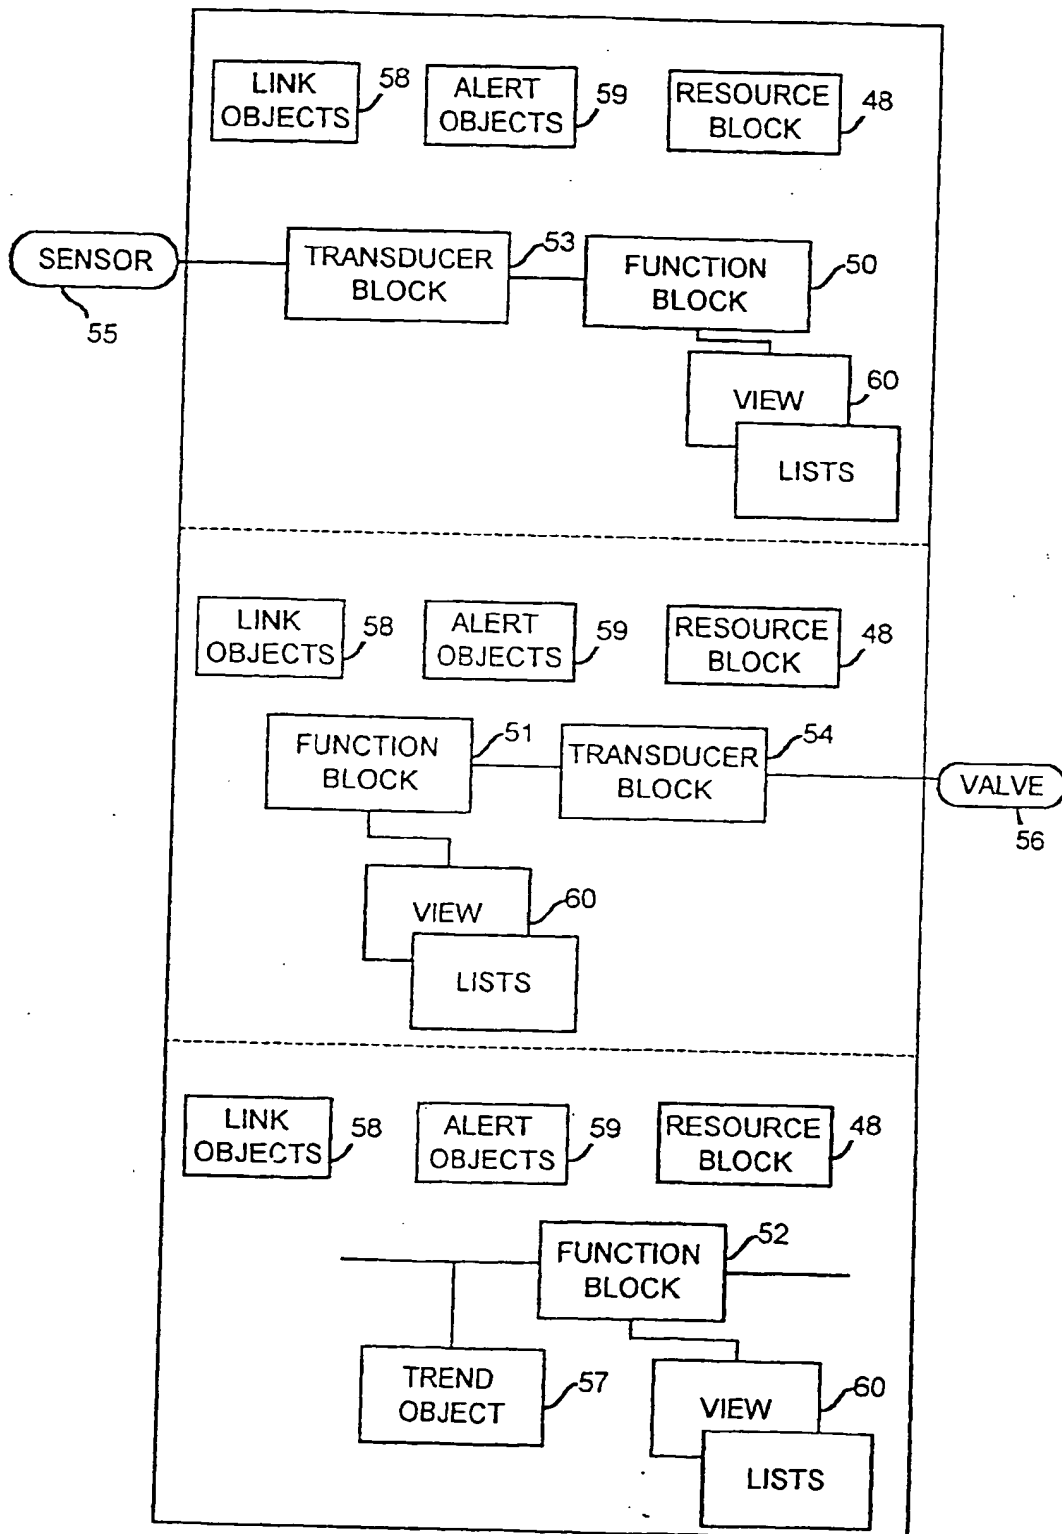 LINK
OBJECTS
58
ALERT
OBJECTS
59
RESOURCE
BLOCK
48
SENSOR
55
TRANSDUCER
BLOCK
53
FUNCTION
BLOCK
50
VIEW
60
LISTS
LINK
OBJECTS
58
ALERT
OBJECTS
59
RESOURCE
BLOCK
48
FUNCTION
BLOCK
51
TRANSDUCER
BLOCK
54
VALVE
56
VIEW
60
LISTS
LINK
OBJECTS
58
ALERT
OBJECTS
59
RESOURCE
BLOCK
48
FUNCTION
BLOCK
52
TREND
OBJECT
57
VIEW
60
LISTS